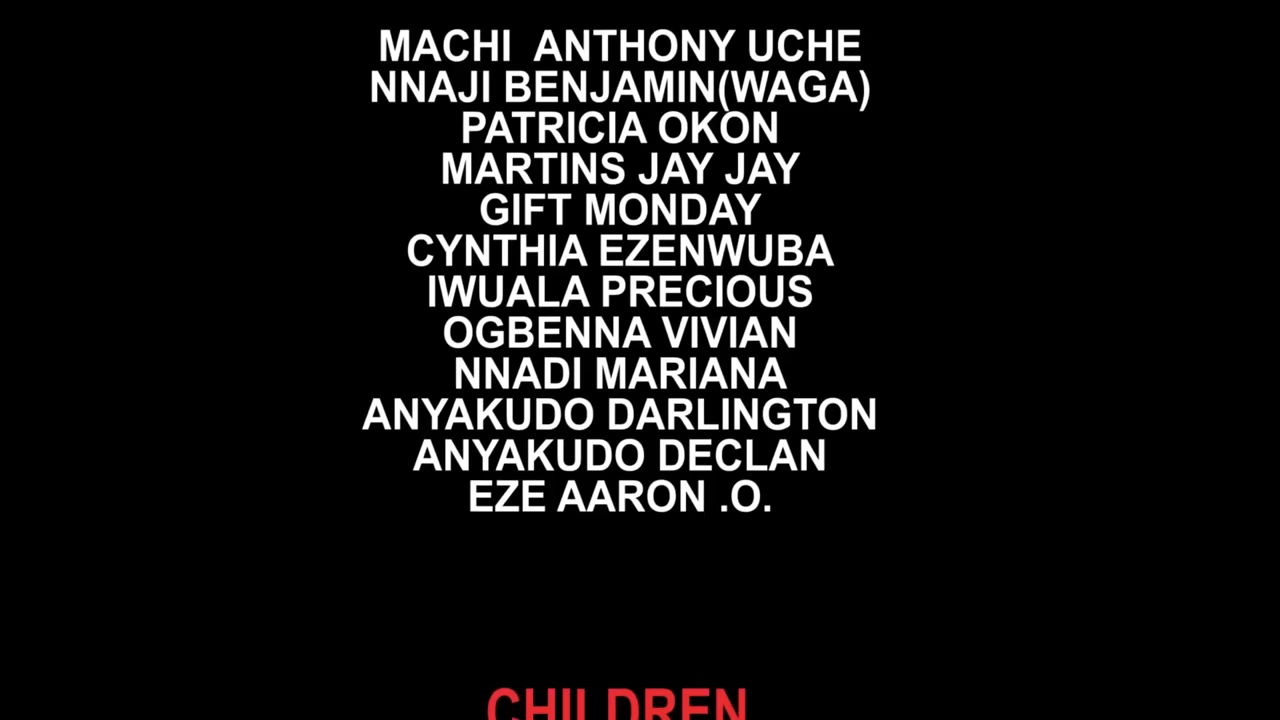 MACHI  ANTHONY UCHE
NNAJI BENJAMIN(WAGA)
PATRICIA OKON
MARTINS JAY JAY
GIFT MONDAY
CYNTHIA EZENWUBA
IWUALA PRECIOUS
OGBENNA VIVIAN
NNADI MARIANA
ANYAKUDO DARLINGTON
ANYAKUDO DECLAN
EZE AARON .O.
CHILDREN